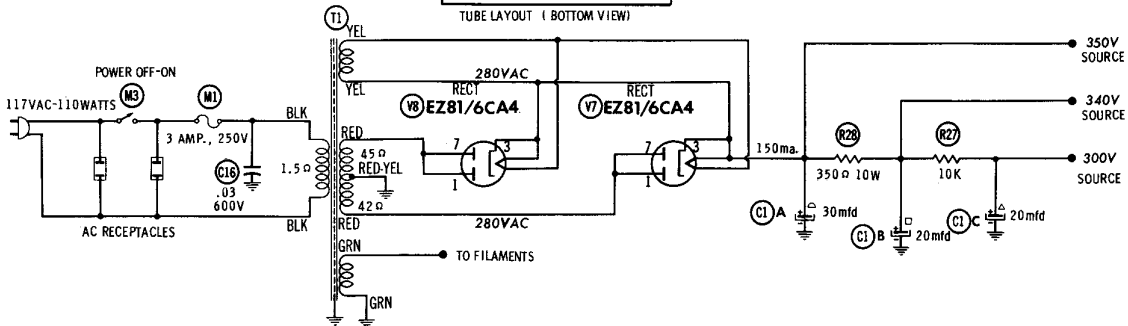 TUBE LAYOUT ( BOTTOM VIEW)
T1
YEL
YEL
280VAC
350V
SOURCE
POWER OFF-ON
M3
M1
117VAC-110WATTS
3 AMP., 250V
BLK
RECT
V8 EZ81/6CA4
RECT
V7 EZ81/6CA4
340V
SOURCE
RED
45Ω
RED-YEL
42Ω
RED
1.5Ω
7
3
1
7
3
1
150ma.
R28
350Ω 10W
R27
10K
300V
SOURCE
C16
.03
600V
BLK
AC RECEPTACLES
280VAC
C1 A
30mfd
C1 B
20mfd
C1 C
20mfd
GRN
TO FILAMENTS
GRN